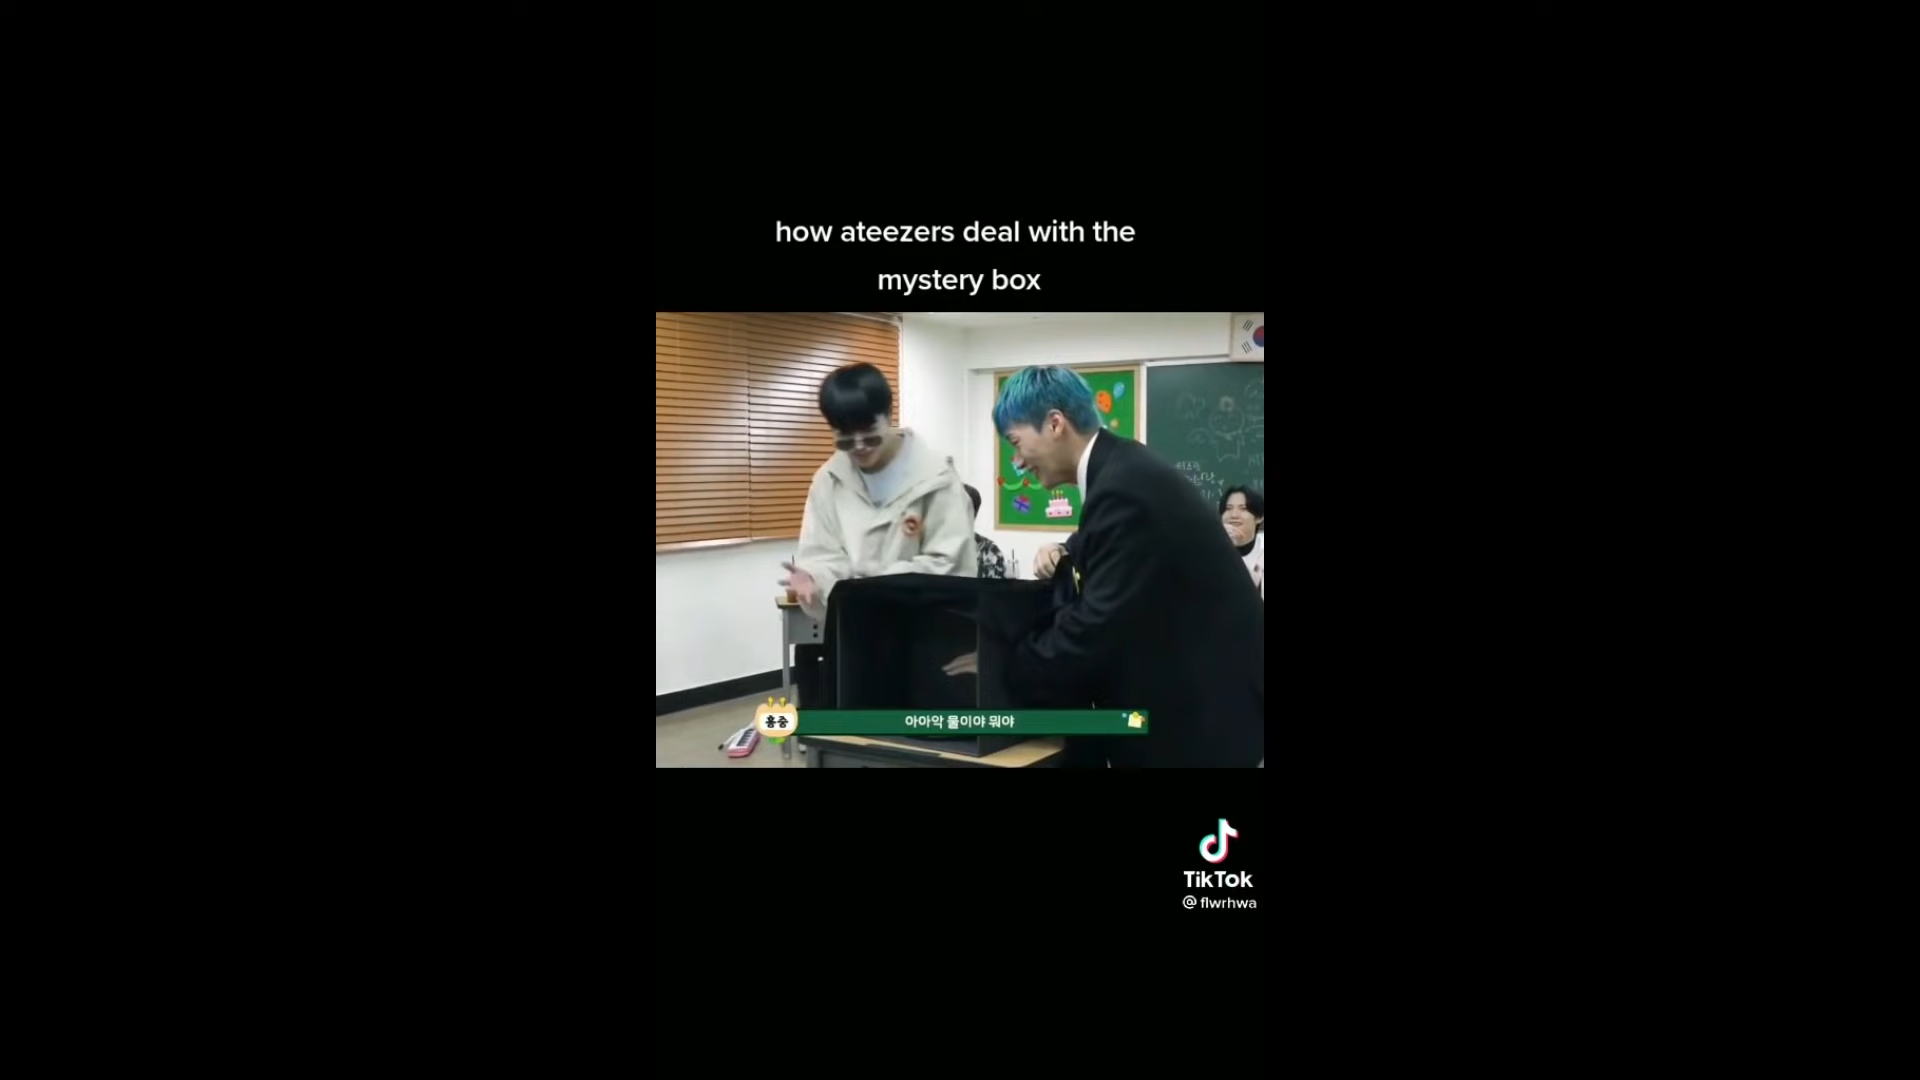 how ateezers deal with the
mystery box
홍중
아아악 물이야 뭐야
TikTok
@flwrhwa